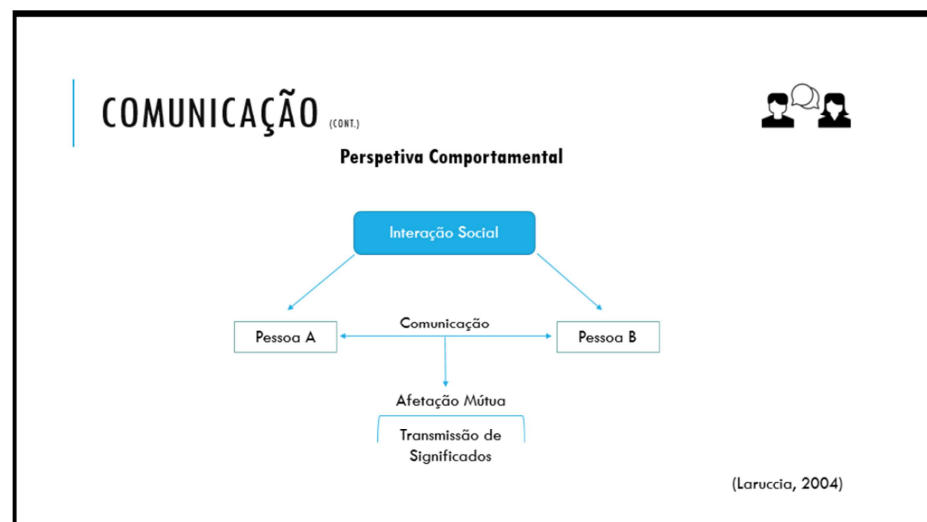 COMUNICAÇÃO (CONT.)
Perspetiva Comportamental
Interação Social
Comunicação
Pessoa A
Pessoa B
Afetação Mútua
Transmissão de
Significados
(Laruccia, 2004)